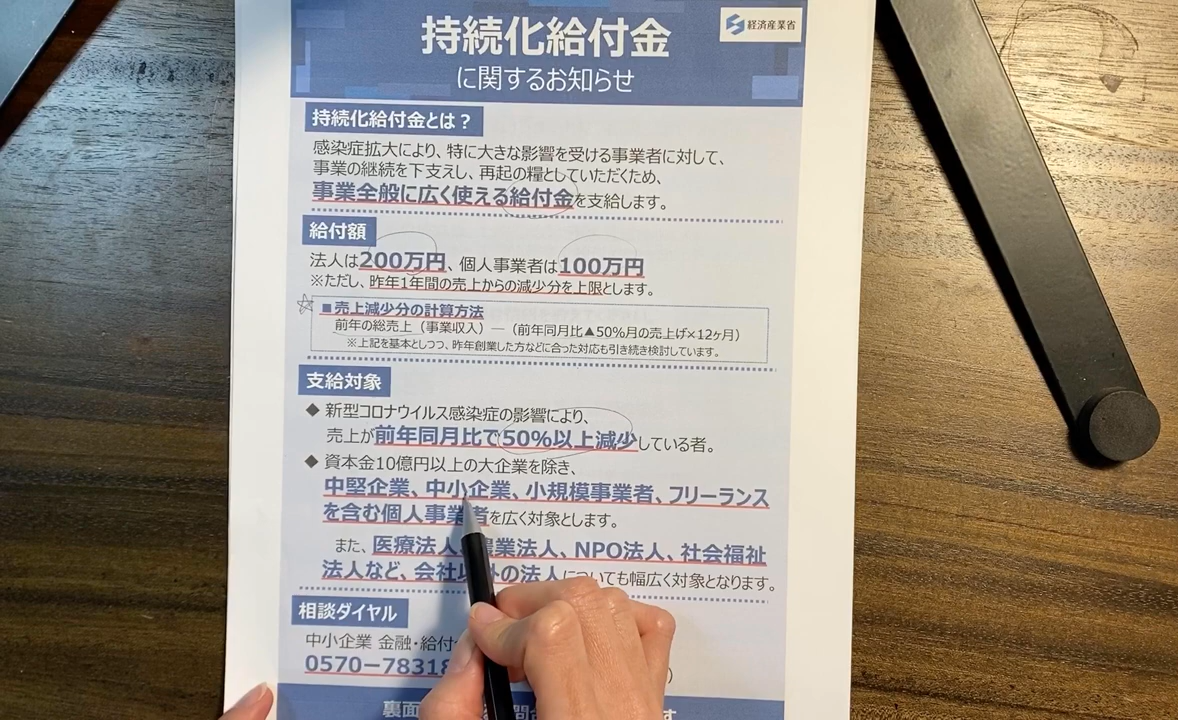 持続化給付金
経済産業省
に関するお知らせ
持続化給付金とは？
感染症拡大により、特に大きな影響を受ける事業者に対して、
事業の継続を下支えし、再起の糧としていただくため、
事業全般に広く使える給付金を支給します。
給付額
法人は200万円、個人事業者は100万円
※ただし、昨年1年間の売上からの減少分を上限とします。
■売上減少分の計算方法
前年の総売上（事業収入）―（前年同月比▲50%月の売上げ×12ヶ月）
※上記を基本としつつ、昨年創業した方などに合った対応も引き続き検討しています。
支給対象
◆ 新型コロナウイルス感染症の影響により、
売上が前年同月比で50%以上減少している者。
◆ 資本金10億円以上の大企業を除き、
中堅企業、中小企業、小規模事業者、フリーランス
を含む個人事業者を広く対象とします。
また、医療法人、農業法人、NPO法人、社会福祉
法人など、会社以外の法人についても幅広く対象となります。
相談ダイヤル
中小企業 金融・給付
0570−7831
裏面